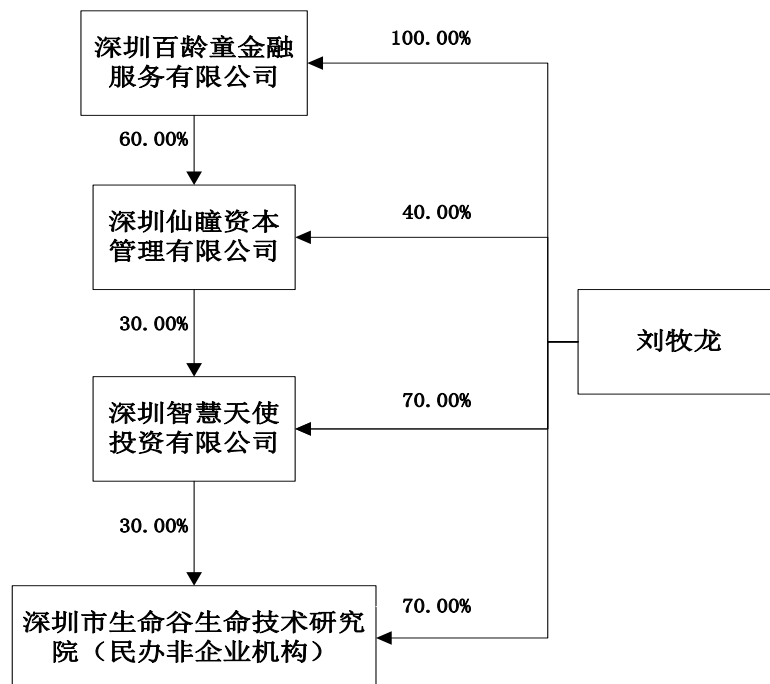 深圳百龄童金融
服务有限公司
100.00%
60.00%
深圳仙瞳资本
管理有限公司
40.00%
30.00%
刘牧龙
深圳智慧天使
投资有限公司
70.00%
30.00%
深圳市生命谷生命技术研究
院（民办非企业机构）
70.00%